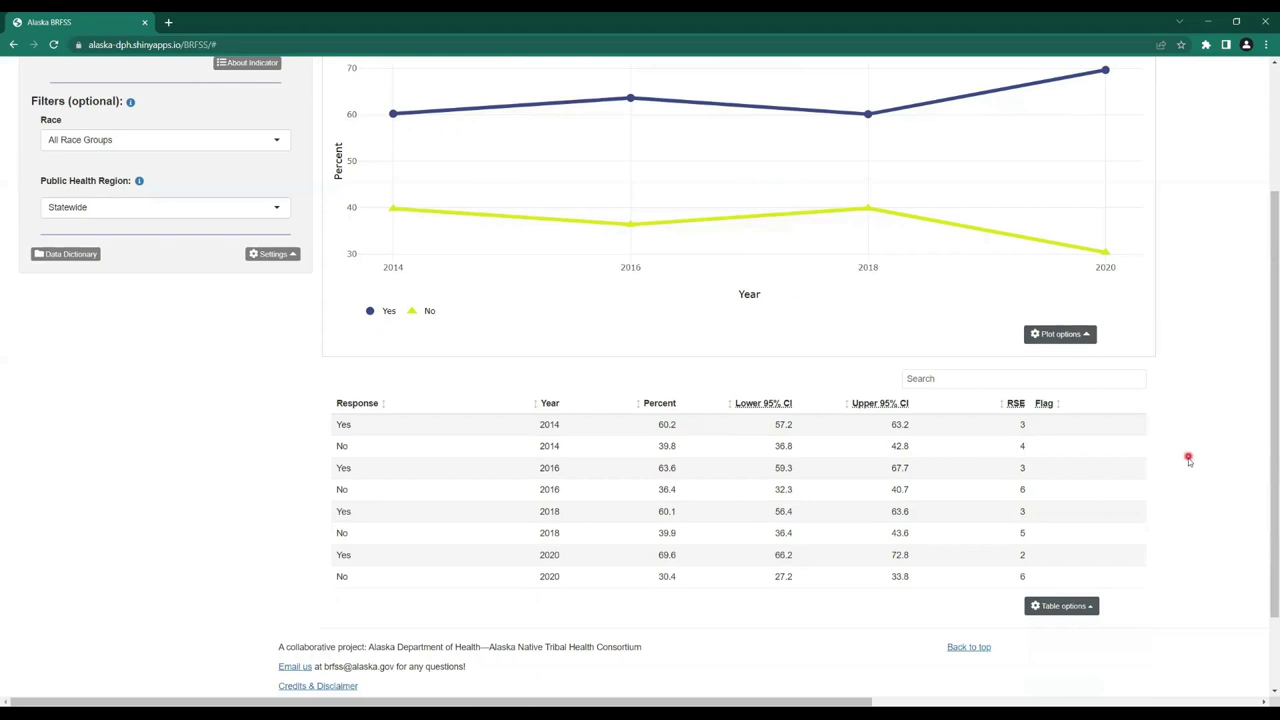 Alaska BRFSS
alaska-dph.shinyapps.io/BRFSS/#
About Indicator
Filters (optional):
Race
All Race Groups
Public Health Region:
Statewide
Data Dictionary
Settings
70
60
50
40
30
Percent
2014 2016 2018 2020
Year
Yes No
Plot options
Search
Response Year Percent Lower 95% CI Upper 95% CI RSE Flag
Yes 2014 60.2 57.2 63.2 3
No 2014 39.8 36.8 42.8 4
Yes 2016 63.6 59.3 67.7 3
No 2016 36.4 32.3 40.7 6
Yes 2018 60.1 56.4 63.6 3
No 2018 39.9 36.4 43.6 5
Yes 2020 69.6 66.2 72.8 2
No 2020 30.4 27.2 33.8 6
Table options
A collaborative project: Alaska Department of Health—Alaska Native Tribal Health Consortium
Back to top
Email us at brfss@alaska.gov for any questions!
Credits & Disclaimer